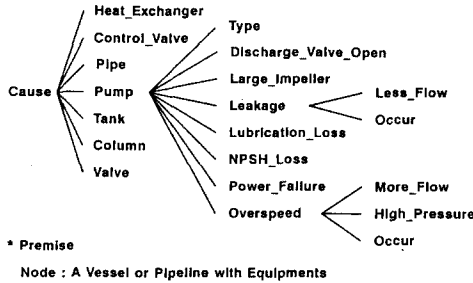 Heat_Exchanger
Control_Valve
Pipe
Cause
Pump
Tank
Column
Valve
Type
Discharge_Valve_Open
Large_Impeller
Leakage
Lubrication_Loss
NPSH_Loss
Power_Failure
Overspeed
Less_Flow
Occur
More_Flow
High_Pressure
Occur
* Premise
Node : A Vessel or Pipeline with Equipments